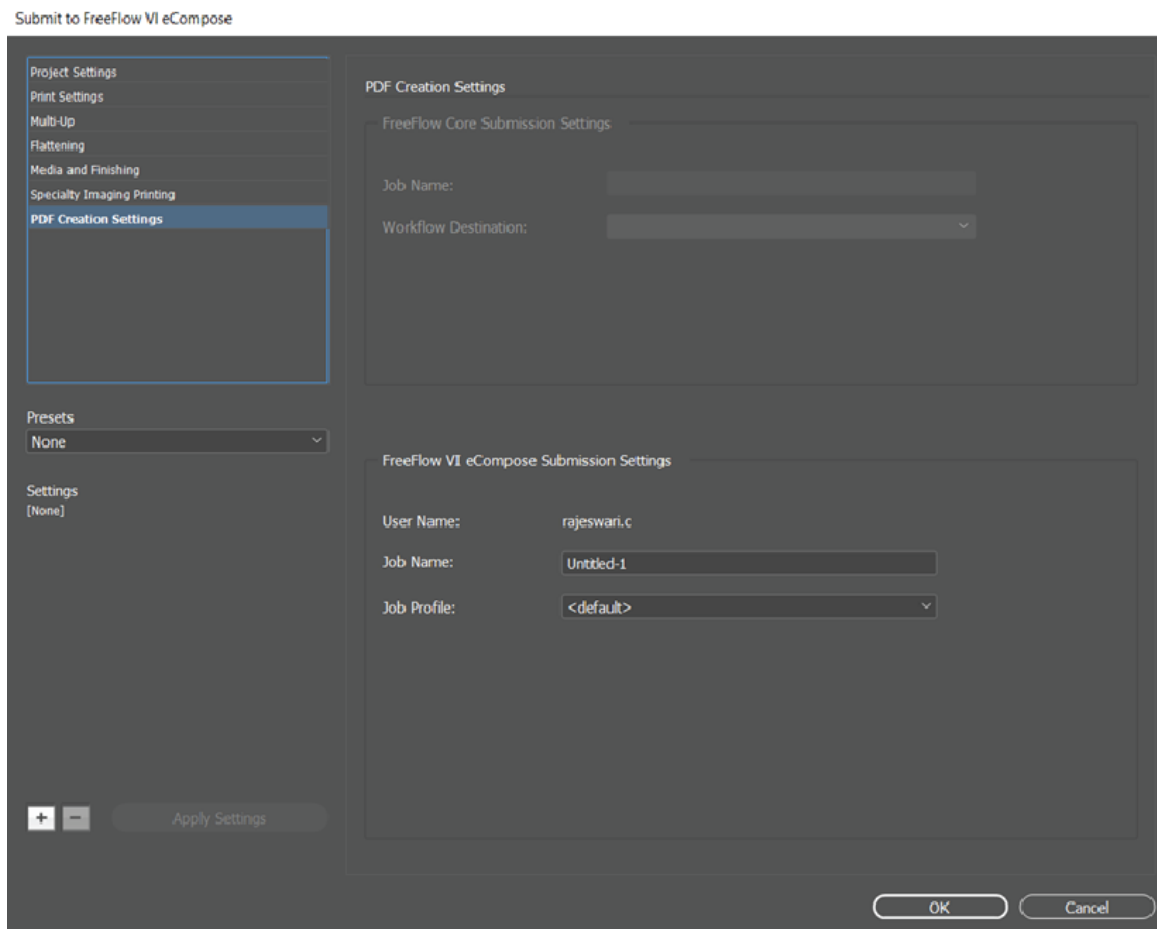 Submit to FreeFlow VI eCompose
Project Settings
Print Settings
Multi-Up
Flattening
Media and Finishing
Specialty Imaging Printing
PDF Creation Settings
Presets
None
Settings
[None]
+ − Apply Settings
PDF Creation Settings
FreeFlow Core Submission Settings
Job Name:
Workflow Destination:
FreeFlow VII eCompose Submission Settings
User Name: rajeswari.c
Job Name: Untitled-1
Job Profile: <default>
OK Cancel